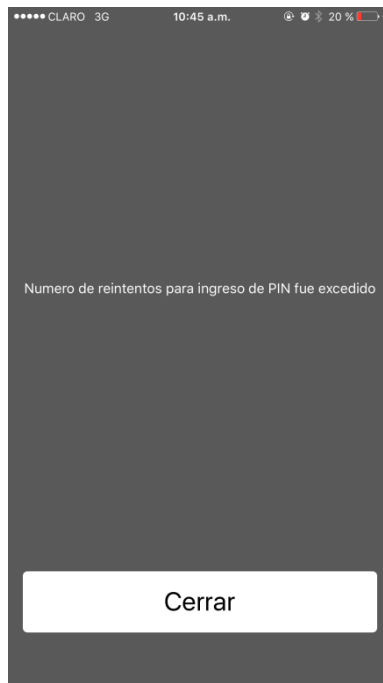 CLARO 3G 10:45 a.m. 20 %
Numero de reintentos para ingreso de PIN fue excedido
Cerrar